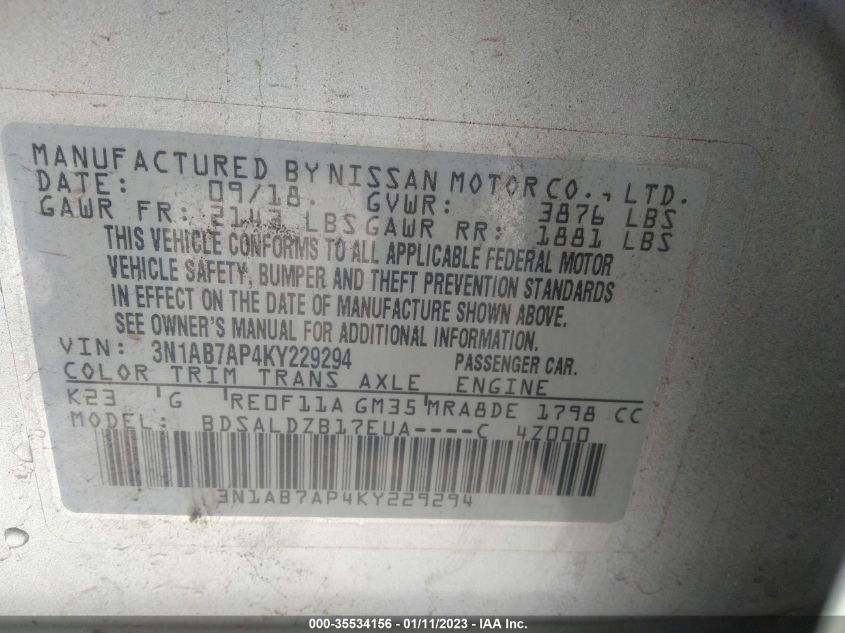 MANUFACTURED BY NISSAN MOTOR CO., LTD.
DATE: 09/18. GVWR: 3876 LBS
GAWR FR: 2143 LBS GAWR RR: 1881 LBS
THIS VEHICLE CONFORMS TO ALL APPLICABLE FEDERAL MOTOR
VEHICLE SAFETY, BUMPER AND THEFT PREVENTION STANDARDS
IN EFFECT ON THE DATE OF MANUFACTURE SHOWN ABOVE.
SEE OWNER'S MANUAL FOR ADDITIONAL INFORMATION.
VIN: 3N1AB7AP4KY229294 PASSENGER CAR.
COLOR TRIM TRANS AXLE ENGINE
K23 G RE0F11A GM35 MRA8DE 1798 CC
MODEL: BDSALDZB17EUA----C 4Z000
3N1AB7AP4KY229294
000-35534156 - 01/11/2023 - IAA Inc.